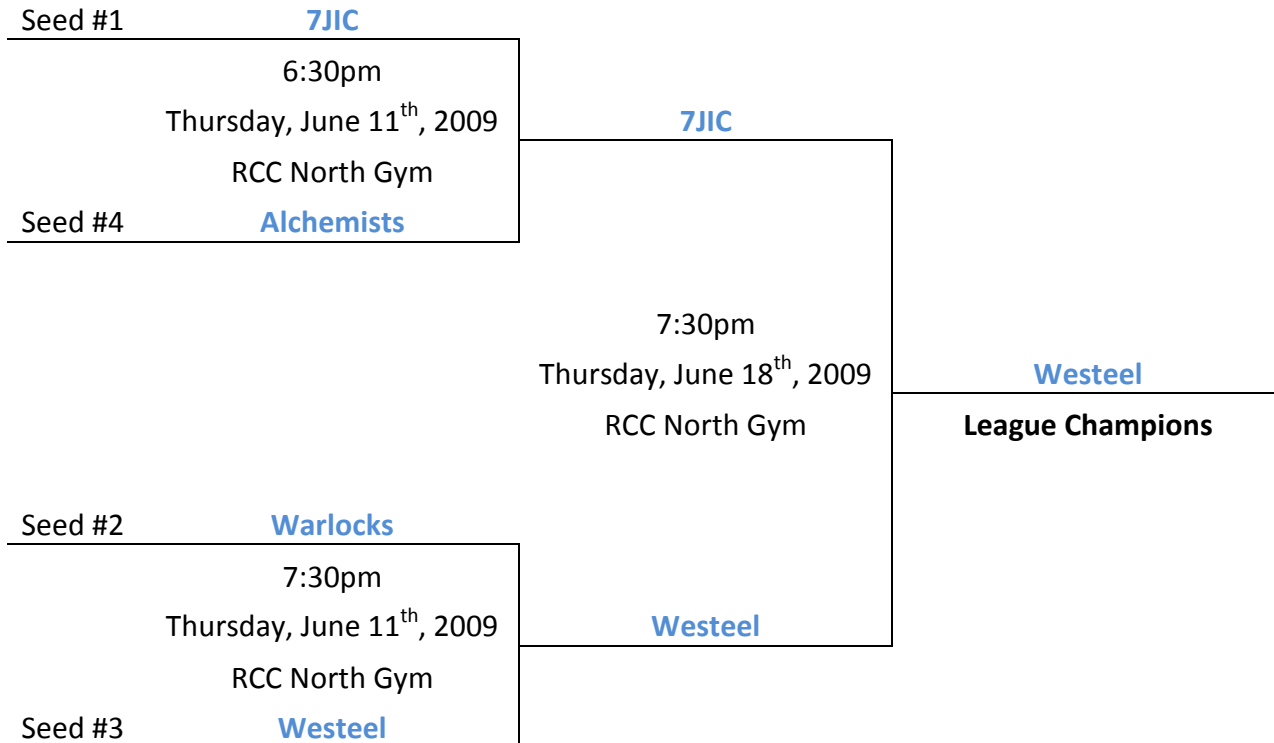 Seed #1 7JIC
6:30pm
Thursday, June 11th, 2009
RCC North Gym
Seed #4 Alchemists
7JIC
7:30pm
Thursday, June 18th, 2009
RCC North Gym
Westeel
League Champions
Seed #2 Warlocks
7:30pm
Thursday, June 11th, 2009
RCC North Gym
Seed #3 Westeel
Westeel